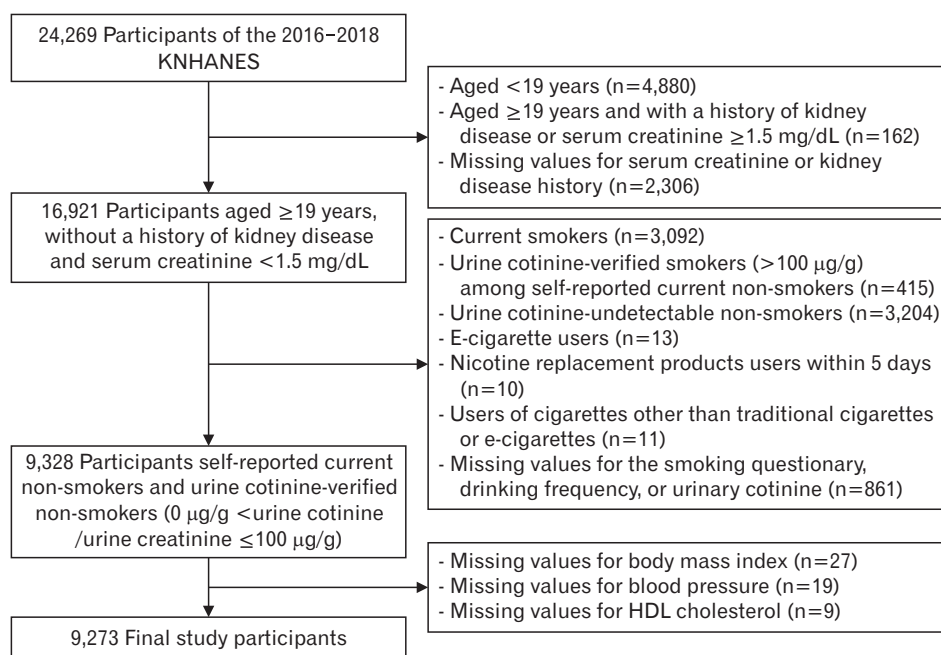 24,269 Participants of the 2016–2018
KNHANES
- Aged <19 years (n=4,880)
- Aged ≥19 years and with a history of kidney
disease or serum creatinine ≥1.5 mg/dL (n=162)
- Missing values for serum creatinine or kidney
disease history (n=2,306)
16,921 Participants aged ≥19 years,
without a history of kidney disease
and serum creatinine <1.5 mg/dL
- Current smokers (n=3,092)
- Urine cotinine-verified smokers (>100 μg/g)
among self-reported current non-smokers (n=415)
- Urine cotinine-undetectable non-smokers (n=3,204)
- E-cigarette users (n=13)
- Nicotine replacement products users within 5 days
(n=10)
- Users of cigarettes other than traditional cigarettes
or e-cigarettes (n=11)
- Missing values for the smoking questionary,
drinking frequency, or urinary cotinine (n=861)
9,328 Participants self-reported current
non-smokers and urine cotinine-verified
non-smokers (0 μg/g <urine cotinine
/urine creatinine ≤100 μg/g)
- Missing values for body mass index (n=27)
- Missing values for blood pressure (n=19)
- Missing values for HDL cholesterol (n=9)
9,273 Final study participants